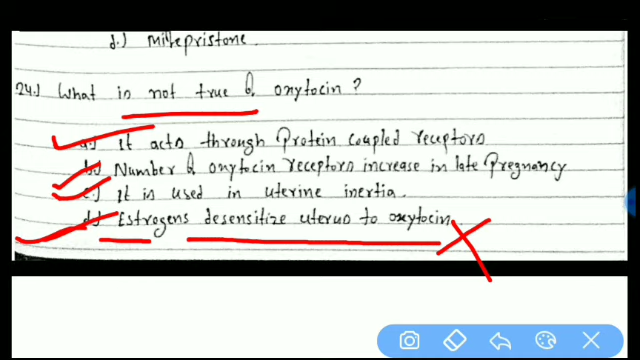 d.) Mifepristone.
24.) What is not true of oxytocin?
a.) It acts through Protein coupled receptors
b.) Number of oxytocin receptors increase in late Pregnancy
c.) It is used in uterine inertia.
d.) Estrogens desensitize uterus to oxytocin.